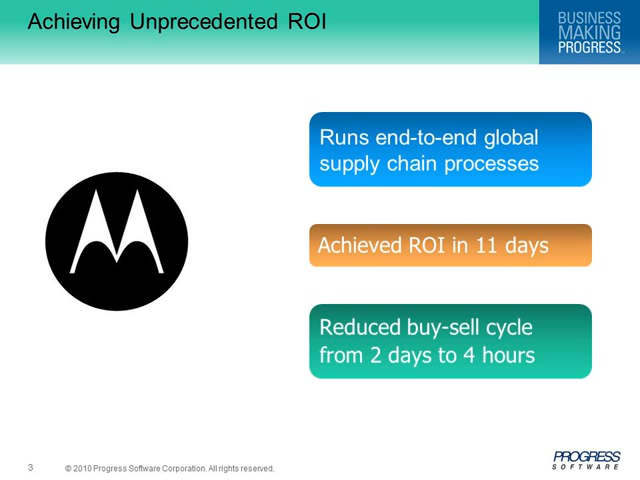 Achieving Unprecedented ROI
BUSINESS
MAKING
PROGRESS™
Runs end-to-end global
supply chain processes
Achieved ROI in 11 days
Reduced buy-sell cycle
from 2 days to 4 hours
3
© 2010 Progress Software Corporation. All rights reserved.
PROGRESS
SOFTWARE